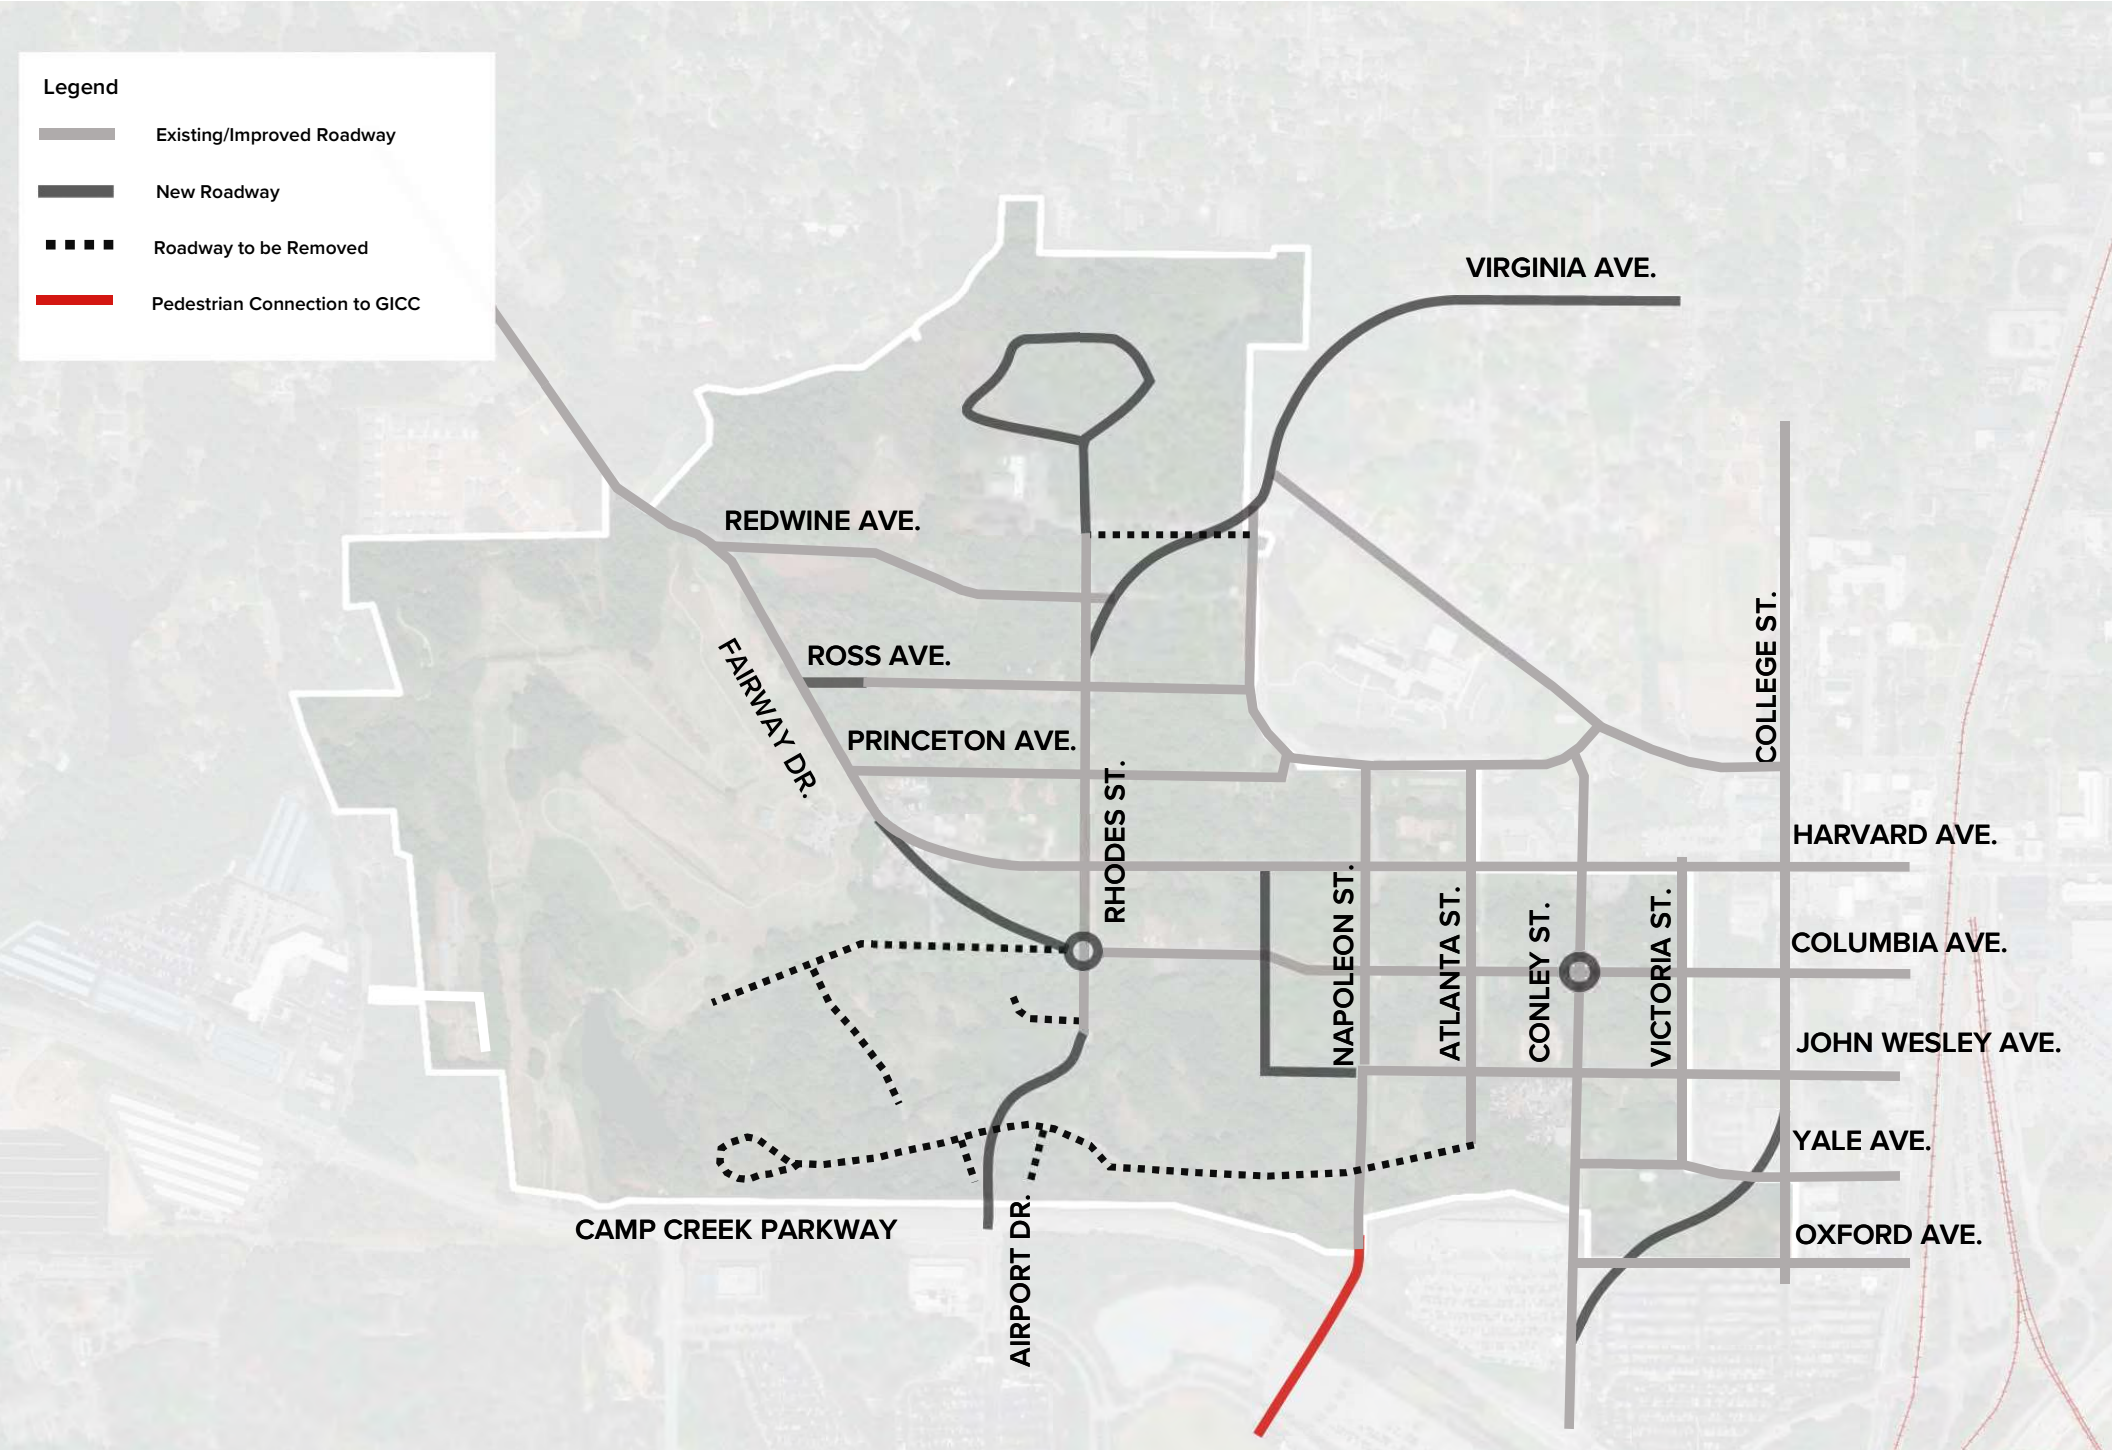 Legend
Existing/Improved Roadway
New Roadway
Roadway to be Removed
Pedestrian Connection to GICC
VIRGINIA AVE.
REDWINE AVE.
ROSS AVE.
FAIRWAY DR.
PRINCETON AVE.
RHODES ST.
COLLEGE ST.
HARVARD AVE.
NAPOLEON ST.
ATLANTA ST.
CONLEY ST.
VICTORIA ST.
COLUMBIA AVE.
JOHN WESLEY AVE.
YALE AVE.
CAMP CREEK PARKWAY
AIRPORT DR.
OXFORD AVE.